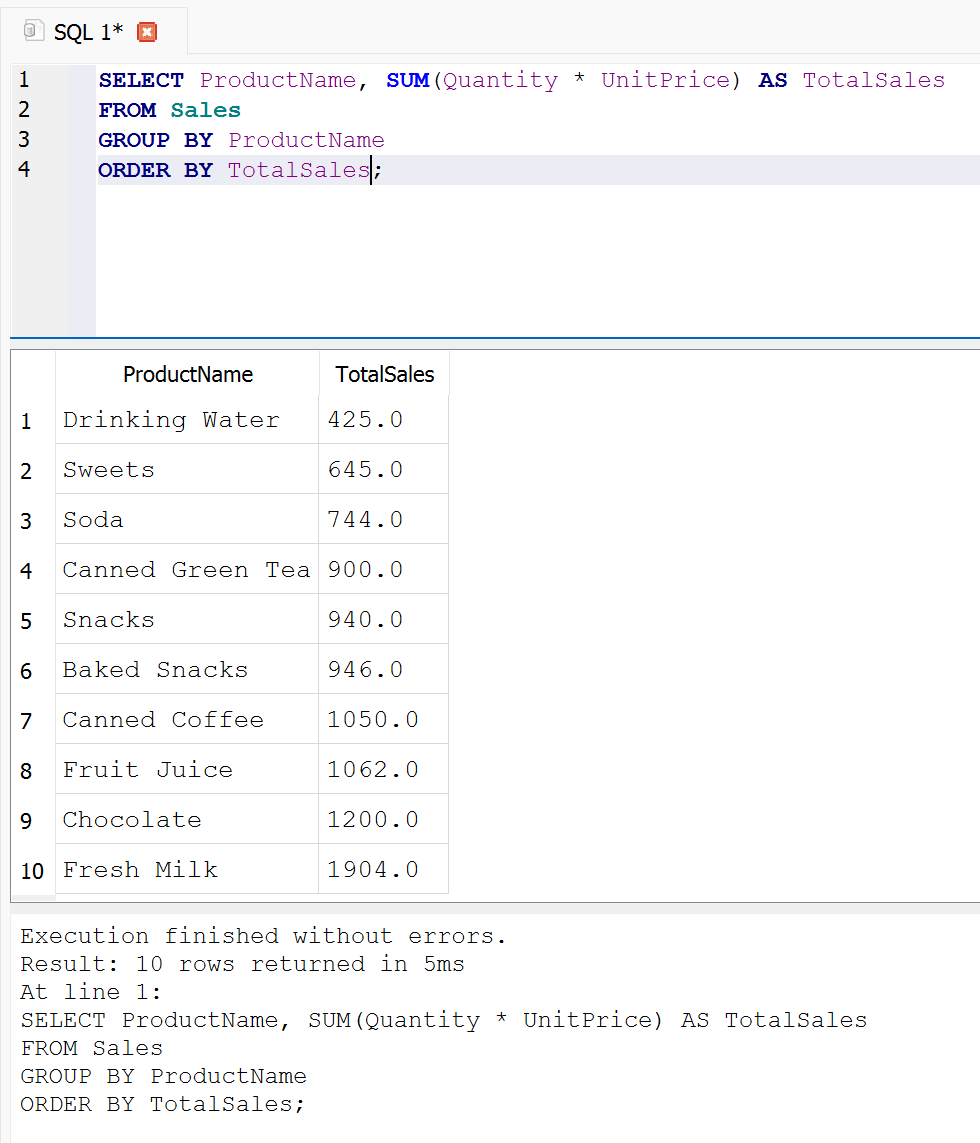 SQL 1*
1 SELECT ProductName, SUM(Quantity * UnitPrice) AS TotalSales
2 FROM Sales
3 GROUP BY ProductName
4 ORDER BY TotalSales;
ProductName TotalSales
1 Drinking Water 425.0
2 Sweets 645.0
3 Soda 744.0
4 Canned Green Tea 900.0
5 Snacks 940.0
6 Baked Snacks 946.0
7 Canned Coffee 1050.0
8 Fruit Juice 1062.0
9 Chocolate 1200.0
10 Fresh Milk 1904.0
Execution finished without errors.
Result: 10 rows returned in 5ms
At line 1:
SELECT ProductName, SUM(Quantity * UnitPrice) AS TotalSales
FROM Sales
GROUP BY ProductName
ORDER BY TotalSales;